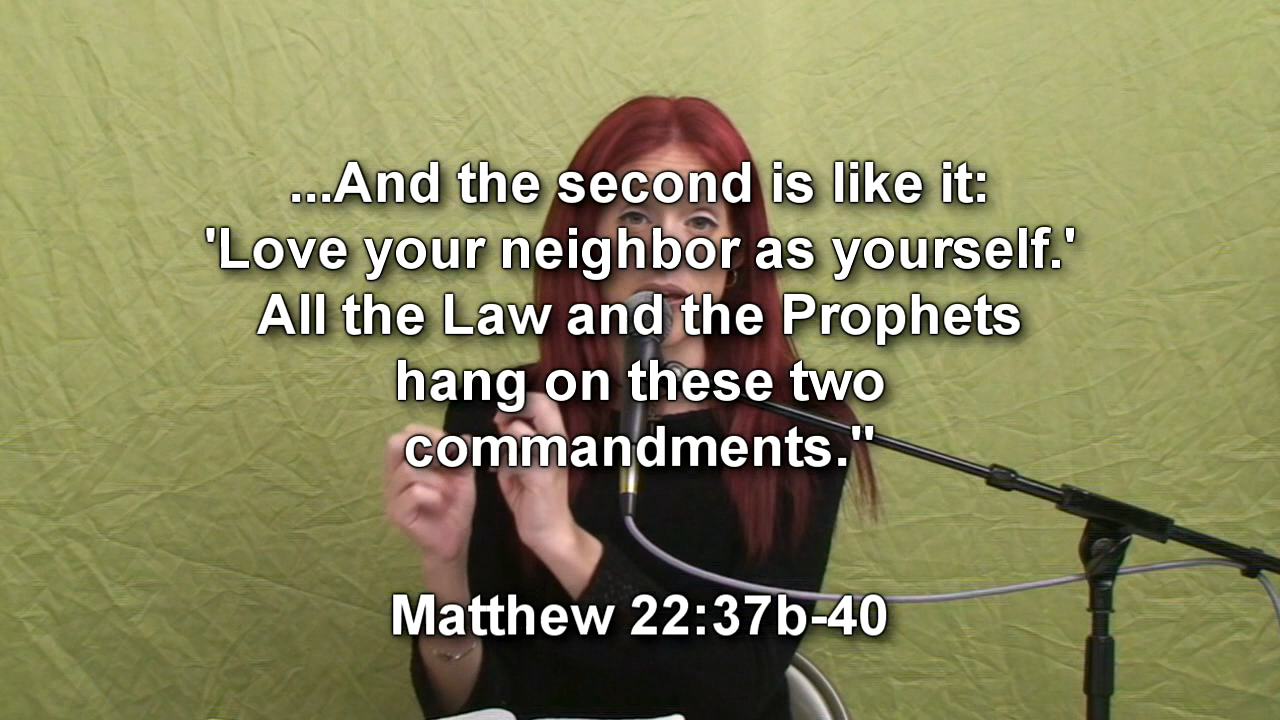 ...And the second is like it:
'Love your neighbor as yourself.'
All the Law and the Prophets
hang on these two
commandments."
Matthew 22:37b-40